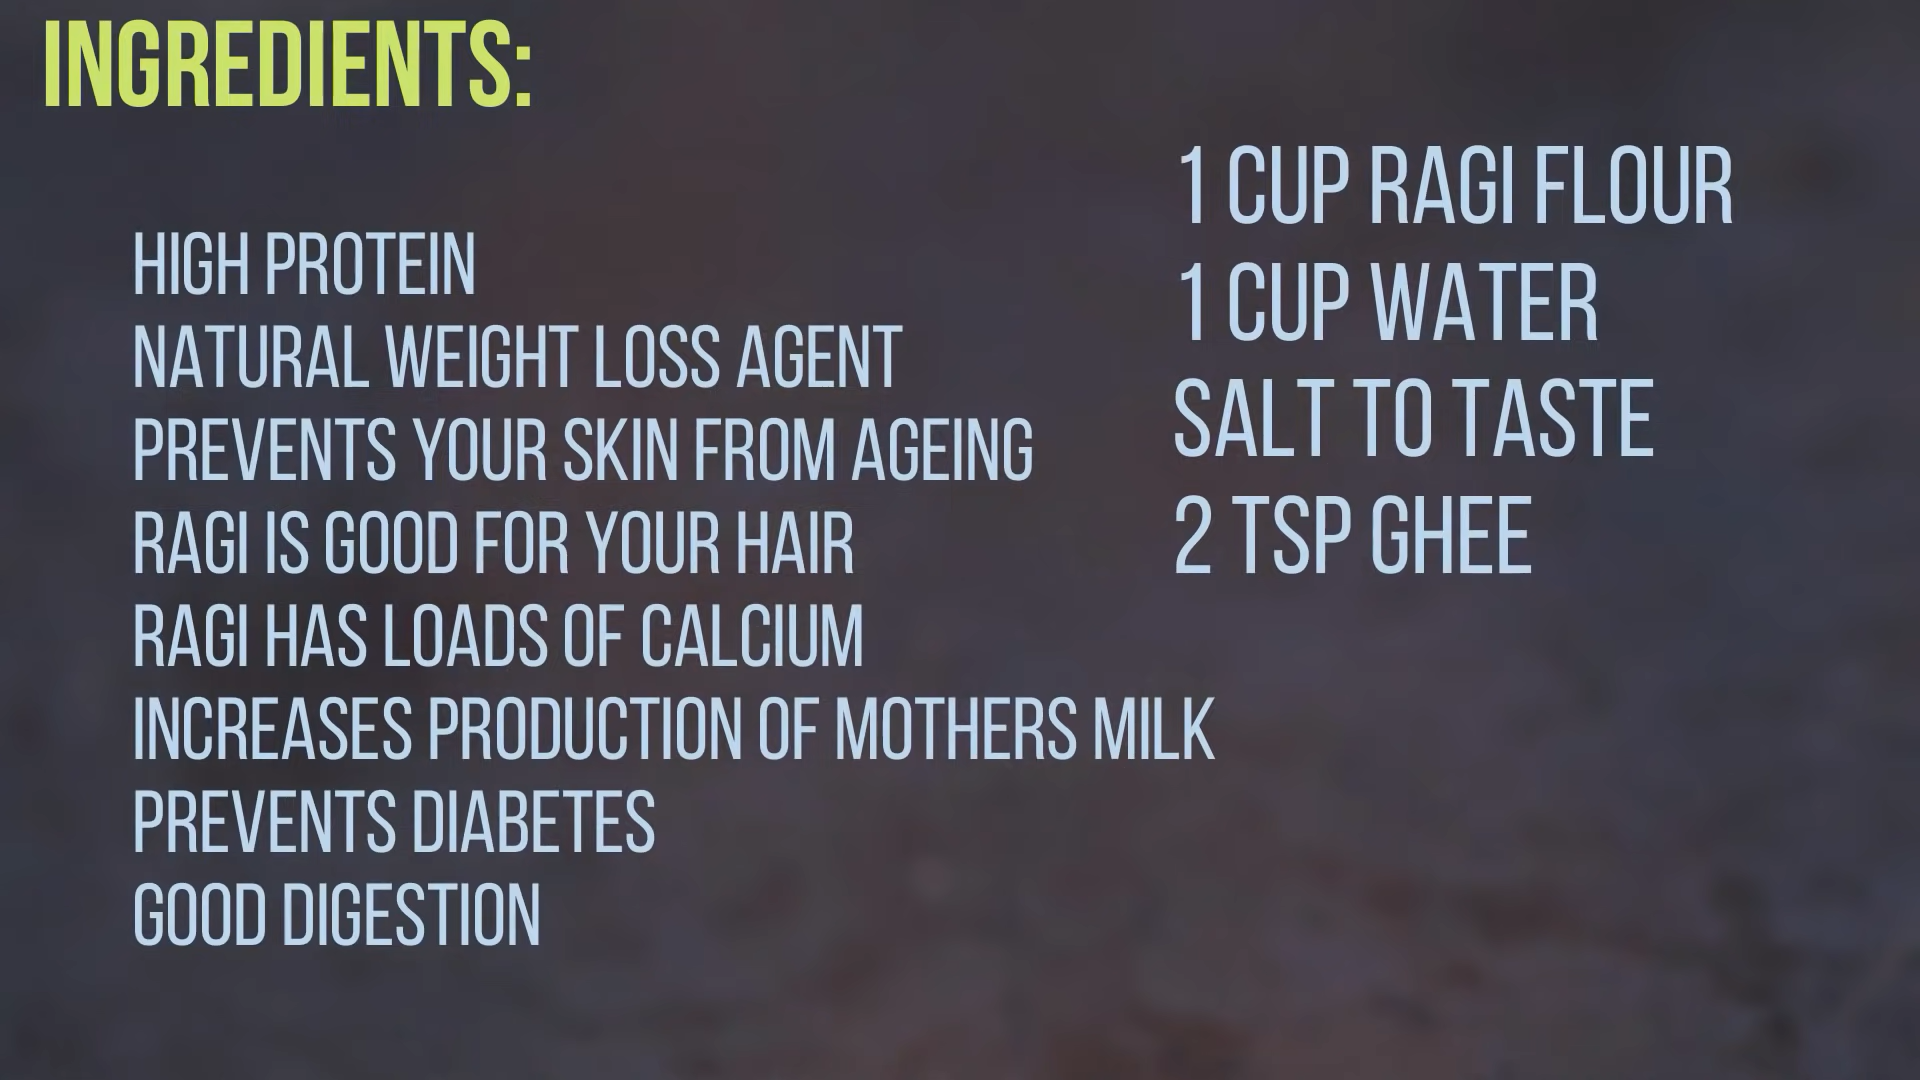 INGREDIENTS:
HIGH PROTEIN
NATURAL WEIGHT LOSS AGENT
PREVENTS YOUR SKIN FROM AGEING
RAGI IS GOOD FOR YOUR HAIR
RAGI HAS LOADS OF CALCIUM
INCREASES PRODUCTION OF MOTHERS MILK
PREVENTS DIABETES
GOOD DIGESTION
1 CUP RAGI FLOUR
1 CUP WATER
SALT TO TASTE
2 TSP GHEE